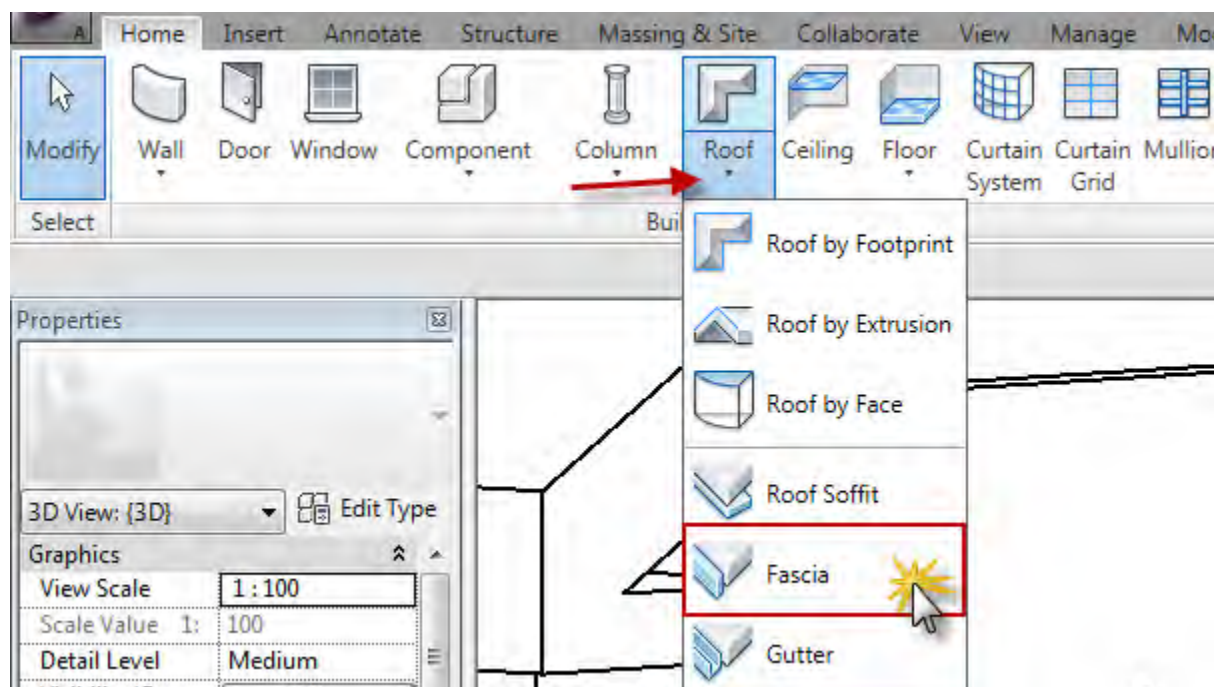 A Home Insert Annotate Structure Massing & Site Collaborate View Manage
Modify Wall Door Window Component Column Roof Ceiling Floor Curtain System Curtain Grid Mullion
Select
Roof by Footprint
Properties
Roof by Extrusion
Roof by Face
Roof Soffit
3D View: {3D} Edit Type
Graphics
Fascia
View Scale 1 : 100
Scale Value 1: 100
Detail Level Medium
Gutter